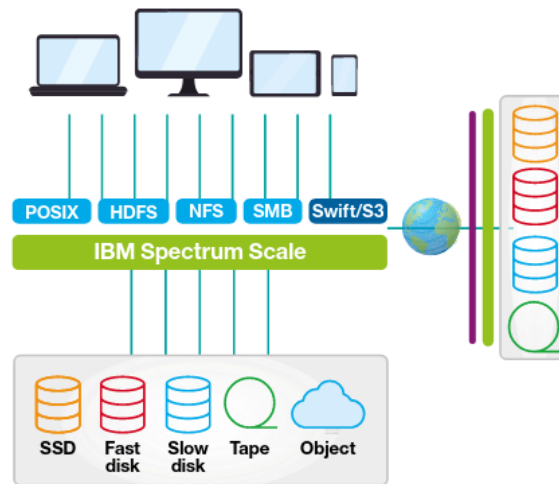 POSIX
HDFS
NFS
SMB
Swift/S3
IBM Spectrum Scale
SSD
Fast
disk
Slow
disk
Tape
Object